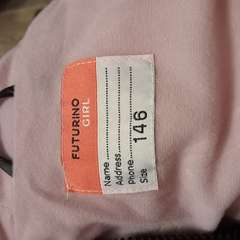 FUTURINO
GIRL
Name..................
Address..............
Phone................
Size 146